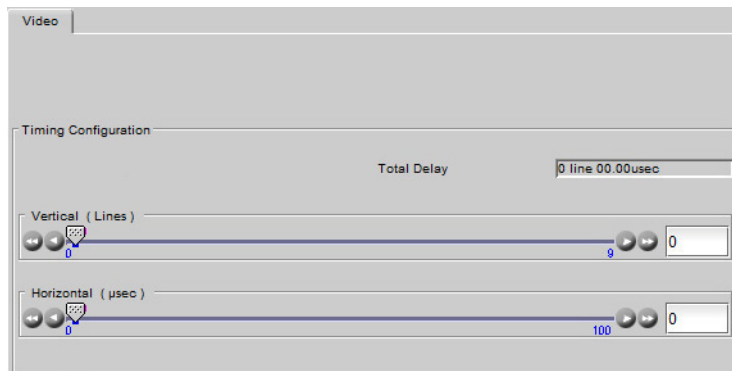 Video
Timing Configuration
Total Delay 0 line 00.00usec
Vertical ( Lines )
0 9 0
Horizontal ( µsec )
0 100 0